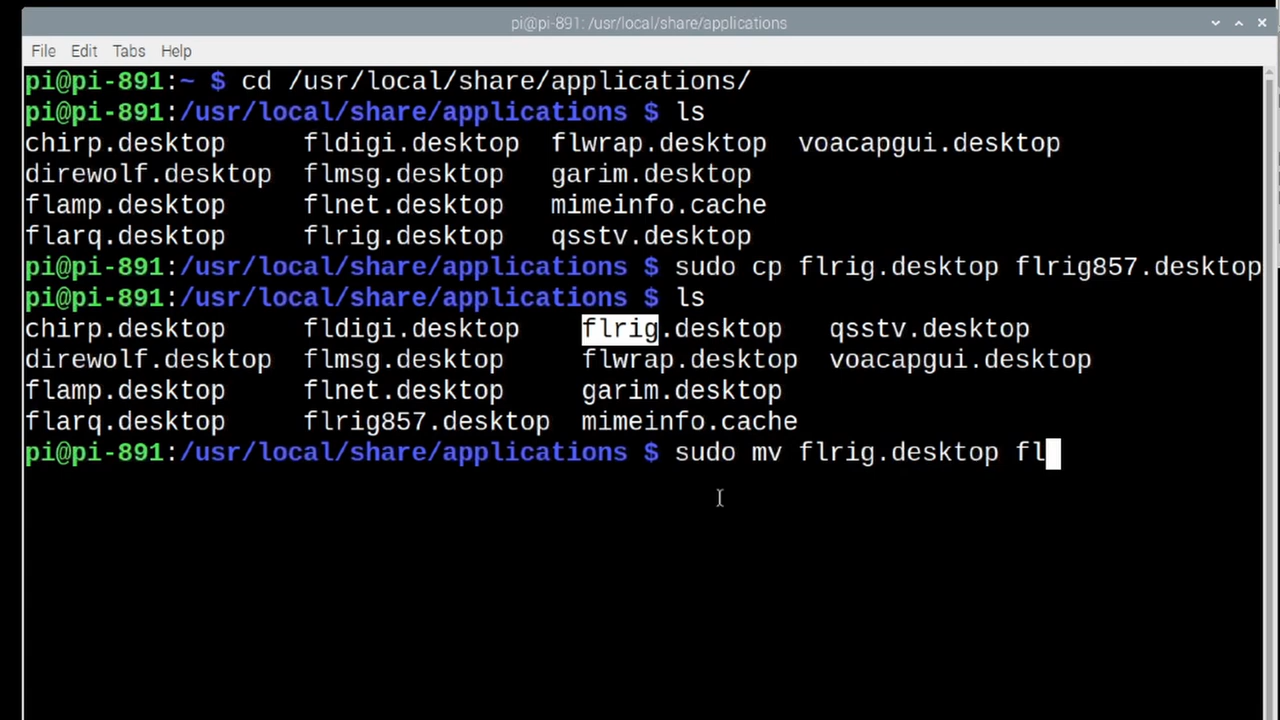 pi@pi-891: /usr/local/share/applications
File Edit Tabs Help
pi@pi-891:~ $ cd /usr/local/share/applications/
pi@pi-891:/usr/local/share/applications $ ls
chirp.desktop fldigi.desktop flwrap.desktop voacapgui.desktop
direwolf.desktop flmsg.desktop garim.desktop
flamp.desktop flnet.desktop mimeinfo.cache
flarq.desktop flrig.desktop qsstv.desktop
pi@pi-891:/usr/local/share/applications $ sudo cp flrig.desktop flrig857.desktop
pi@pi-891:/usr/local/share/applications $ ls
chirp.desktop fldigi.desktop flrig.desktop qsstv.desktop
direwolf.desktop flmsg.desktop flwrap.desktop voacapgui.desktop
flamp.desktop flnet.desktop garim.desktop
flarq.desktop flrig857.desktop mimeinfo.cache
pi@pi-891:/usr/local/share/applications $ sudo mv flrig.desktop fl